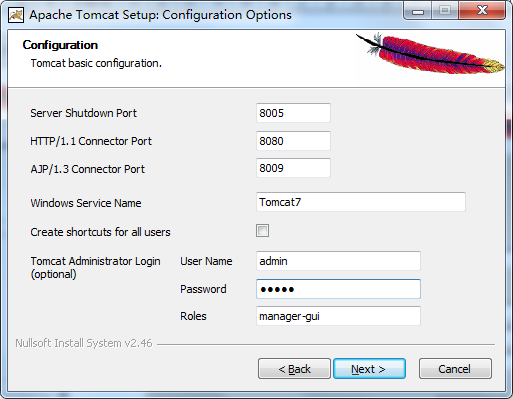 Apache Tomcat Setup: Configuration Options
Configuration
Tomcat basic configuration.
Server Shutdown Port 8005
HTTP/1.1 Connector Port 8080
AJP/1.3 Connector Port 8009
Windows Service Name Tomcat7
Create shortcuts for all users
Tomcat Administrator Login User Name admin
(optional)
Password ●●●●●
Roles manager-gui
Nullsoft Install System v2.46
< Back Next > Cancel